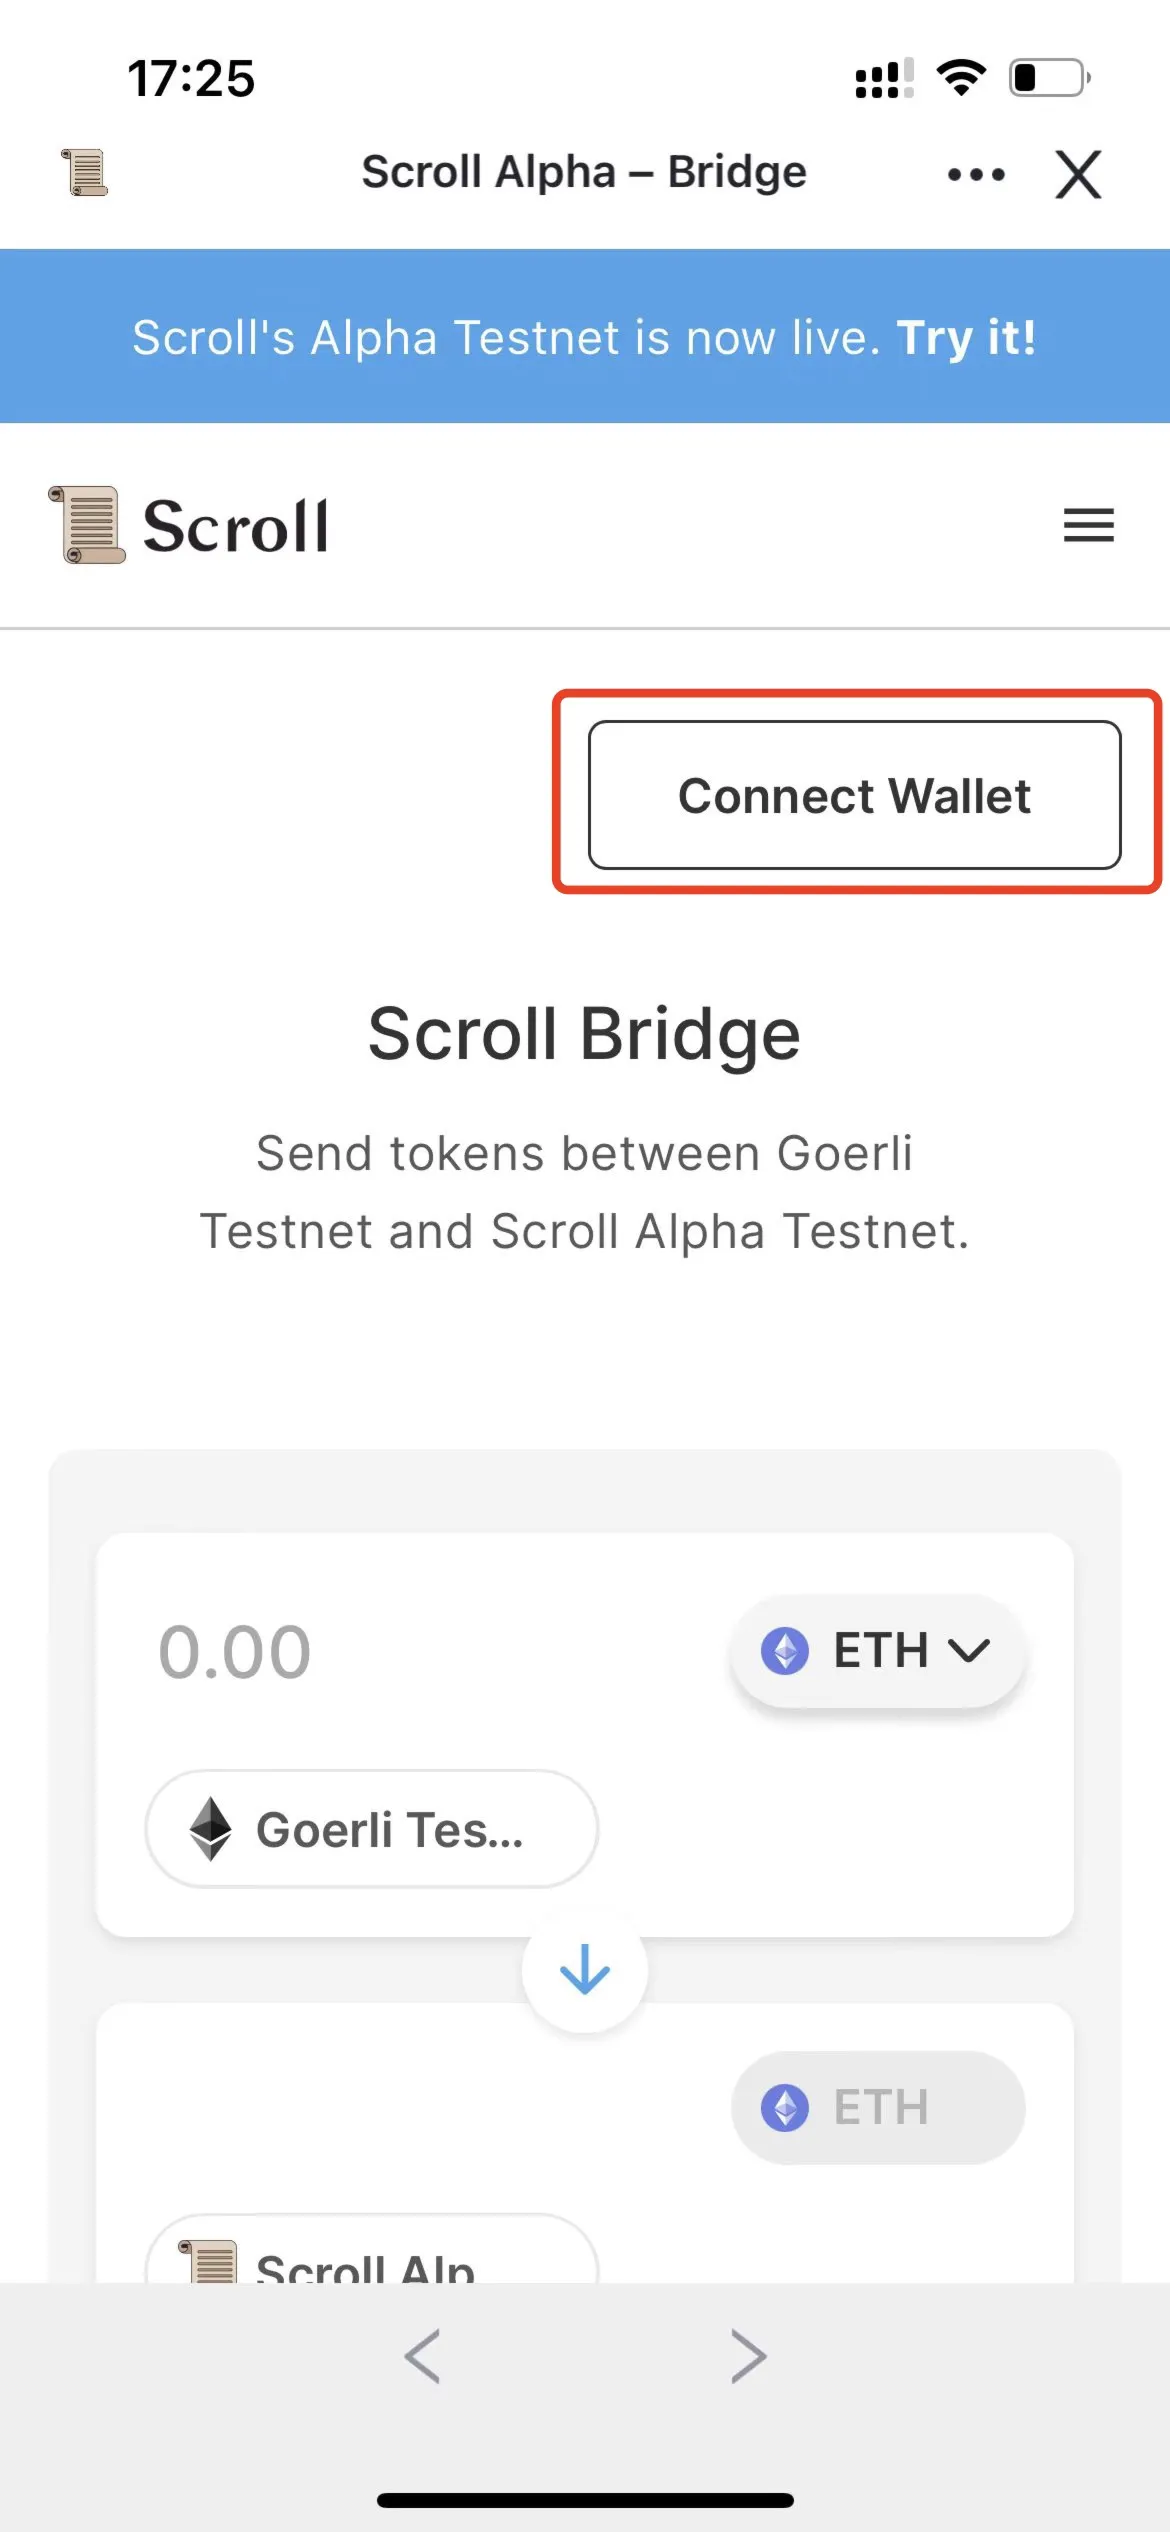 17:25
Scroll Alpha – Bridge
Scroll's Alpha Testnet is now live. Try it!
Scroll
Connect Wallet
Scroll Bridge
Send tokens between Goerli
Testnet and Scroll Alpha Testnet.
0.00
ETH
Goerli Tes...
ETH
Scroll Alp